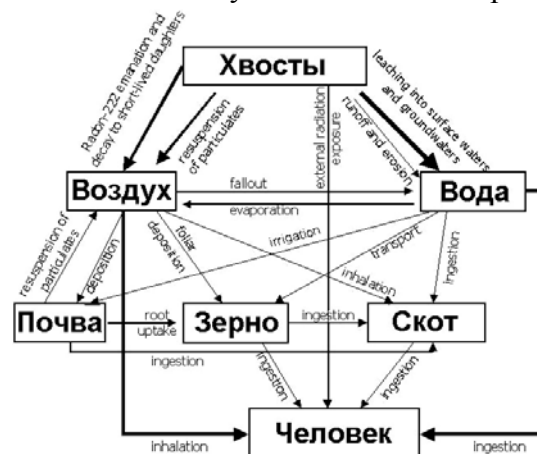 Хвосты
Radon-222 emanation and
decay to short-lived daughters
resuspension
of particulates
external radiation
exposure
runoff and erosion
leaching into surface waters
and groundwaters
Воздух
fallout
evaporation
Вода
resuspension of
particulates
deposition
foliar
deposition
irrigation
inhalation
transport
ingestion
Почва
root
uptake
Зерно
ingestion
Скот
ingestion
ingestion
ingestion
Человек
inhalation
ingestion